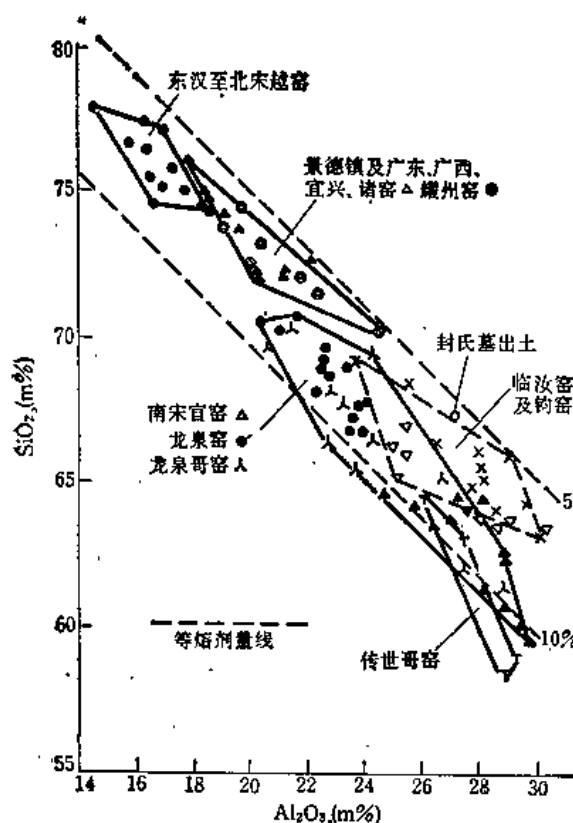 80
东汉至北宋越窑
景德镇及广东、广西、
宜兴、诸窑▲耀州窑●
75
70
封氏墓出土
临汝窑
及钧窑
SiO₂,(m%)
南宋官窑 △
龙泉窑 ●
龙泉哥窑 人
65
5
60
等熔剂量线
10%
传世哥窑
55
14 16 18 20 22 24 26 28 30
Al₂O₃,(m%)